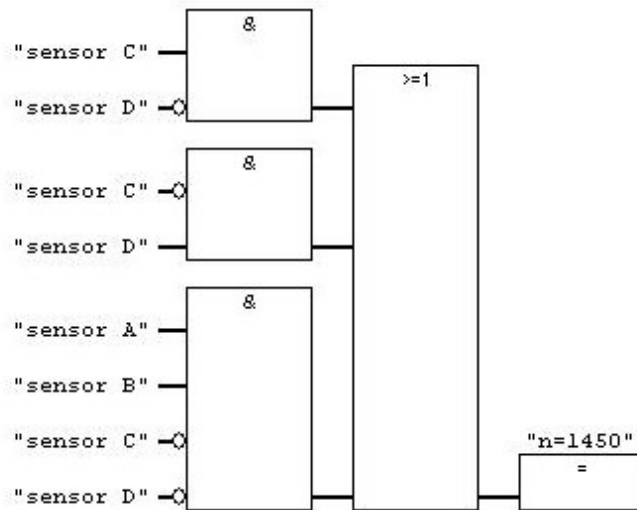 &
"sensor C"
>=1
"sensor D"
&
"sensor C"
"sensor D"
&
"sensor A"
"sensor B"
"sensor C"
"n=1450"
=
"sensor D"